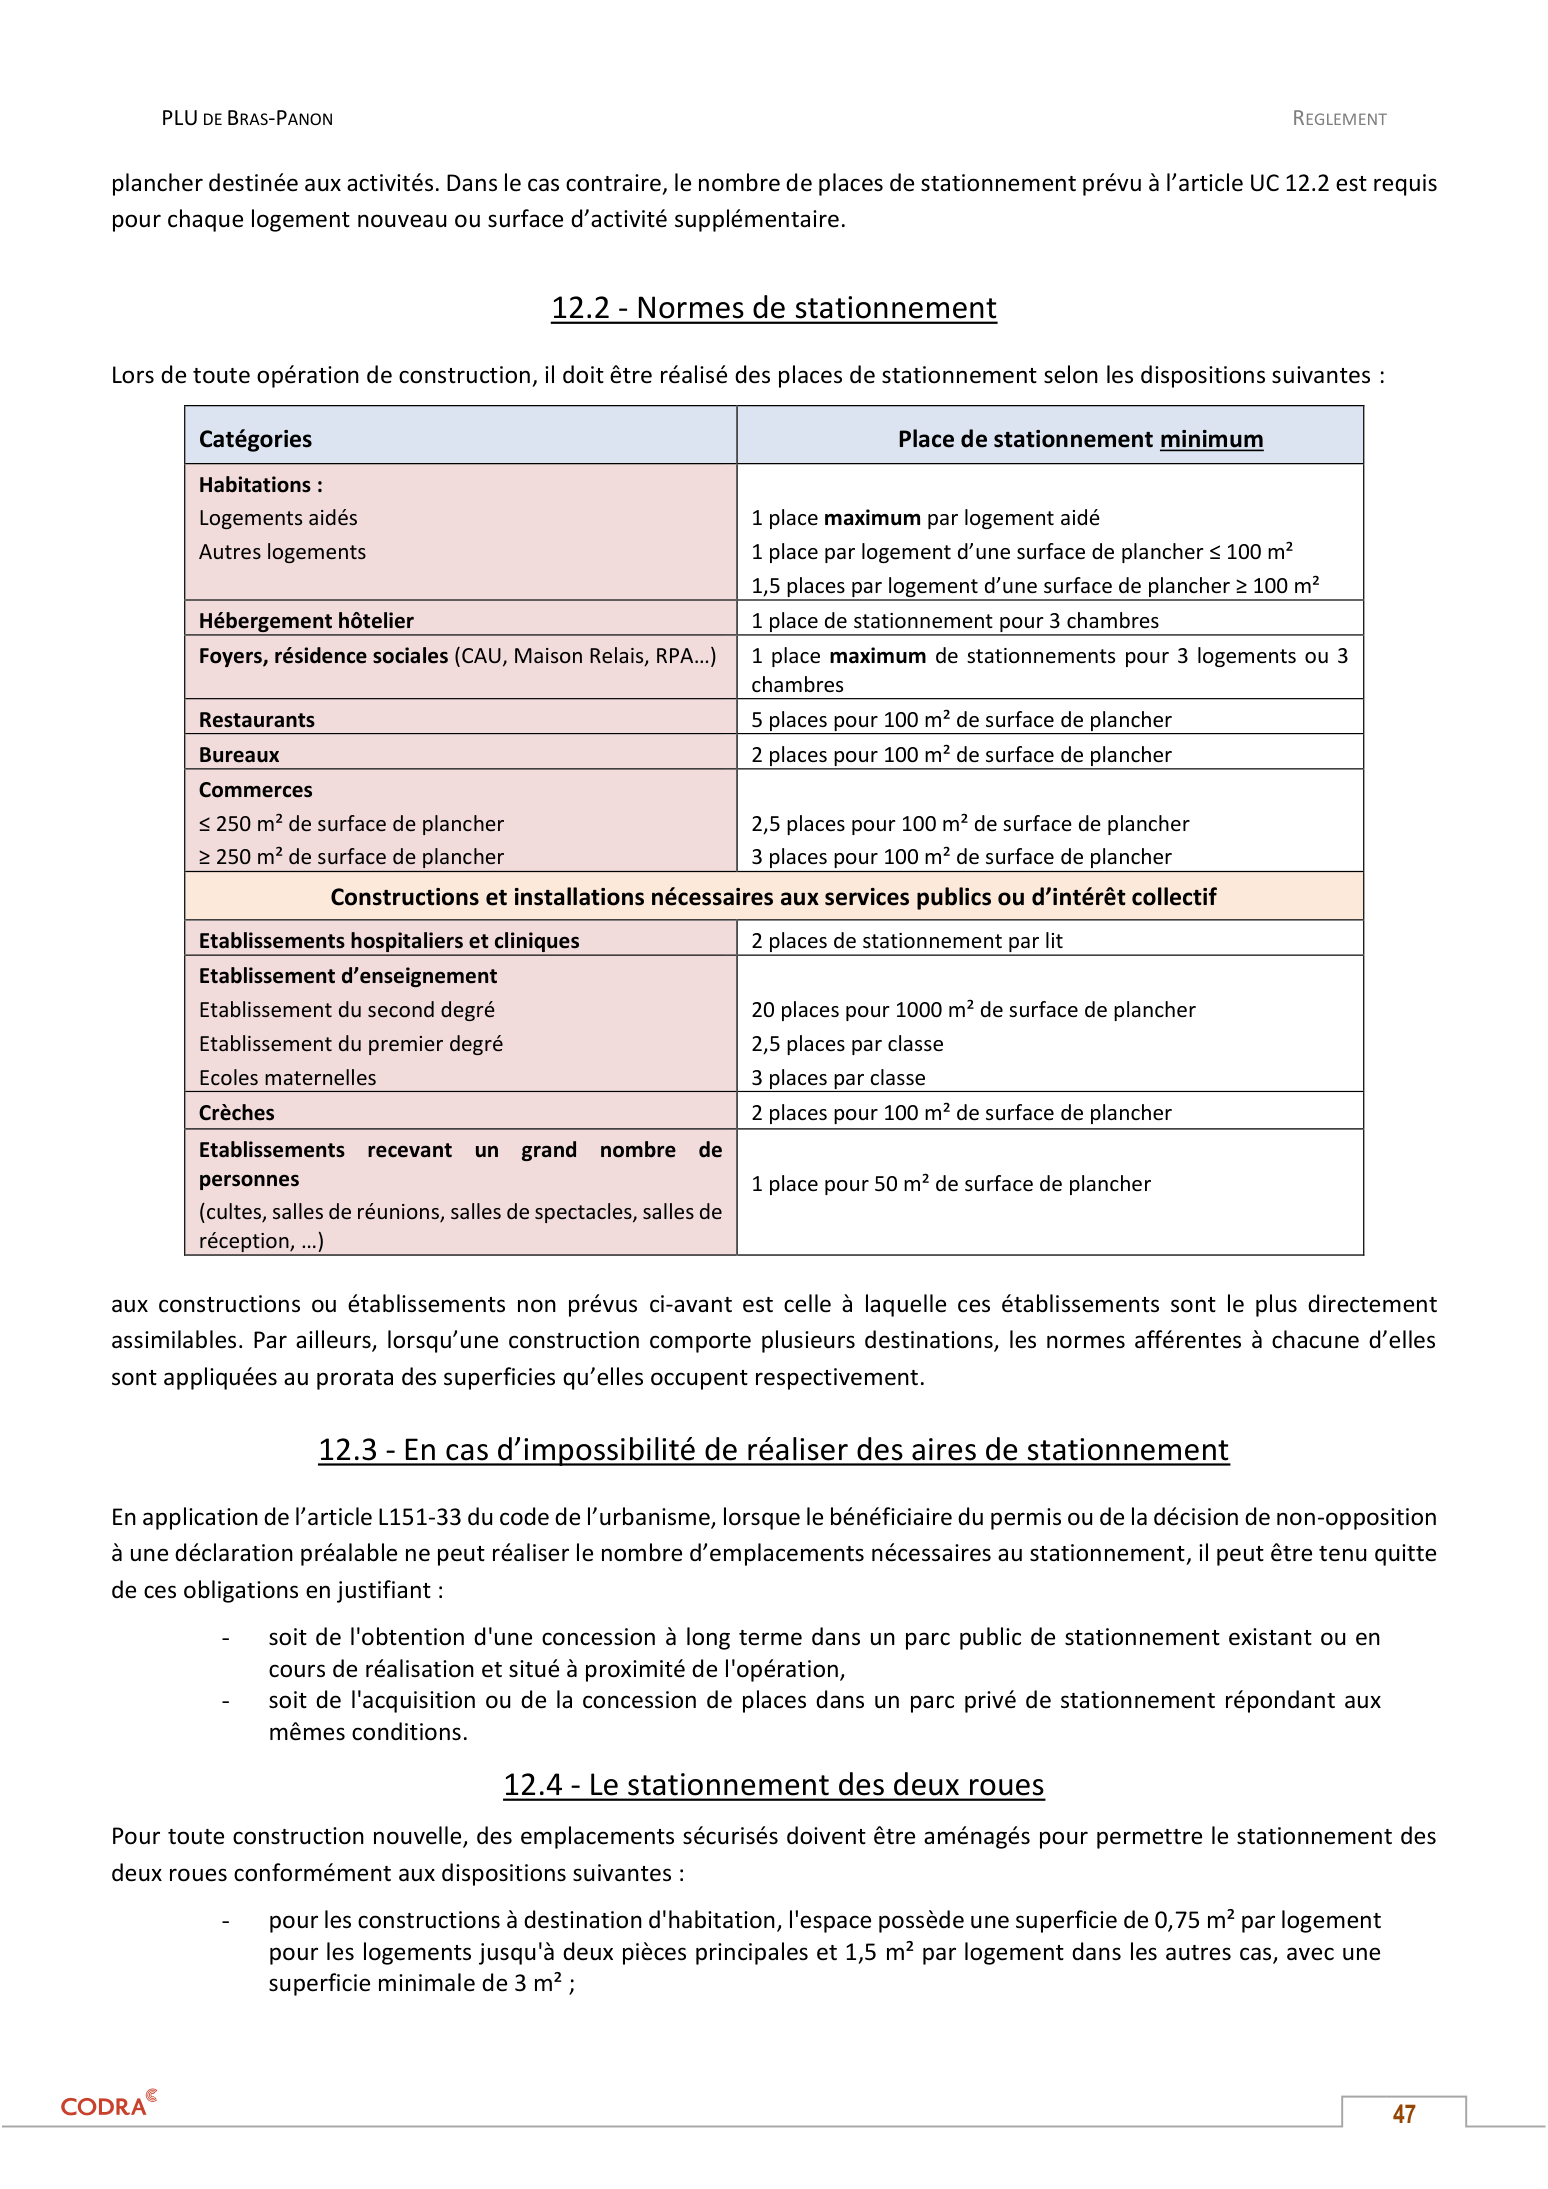 PLU DE BRAS-PANON
REGLEMENT
plancher destinée aux activités. Dans le cas contraire, le nombre de places de stationnement prévu à l’article UC 12.2 est requis
pour chaque logement nouveau ou surface d’activité supplémentaire.
12.2 - Normes de stationnement
Lors de toute opération de construction, il doit être réalisé des places de stationnement selon les dispositions suivantes :
Catégories
Place de stationnement minimum
Habitations :
Logements aidés
1 place maximum par logement aidé
Autres logements
1 place par logement d’une surface de plancher ≤ 100 m²
1,5 places par logement d’une surface de plancher ≥ 100 m²
Hébergement hôtelier
1 place de stationnement pour 3 chambres
Foyers, résidence sociales (CAU, Maison Relais, RPA…)
1 place maximum de stationnements pour 3 logements ou 3
chambres
Restaurants
5 places pour 100 m² de surface de plancher
Bureaux
2 places pour 100 m² de surface de plancher
Commerces
≤ 250 m² de surface de plancher
2,5 places pour 100 m² de surface de plancher
≥ 250 m² de surface de plancher
3 places pour 100 m² de surface de plancher
Constructions et installations nécessaires aux services publics ou d’intérêt collectif
Etablissements hospitaliers et cliniques
2 places de stationnement par lit
Etablissement d’enseignement
Etablissement du second degré
20 places pour 1000 m² de surface de plancher
Etablissement du premier degré
2,5 places par classe
Ecoles maternelles
3 places par classe
Crèches
2 places pour 100 m² de surface de plancher
Etablissements recevant un grand nombre de
personnes
(cultes, salles de réunions, salles de spectacles, salles de
réception, …)
1 place pour 50 m² de surface de plancher
aux constructions ou établissements non prévus ci-avant est celle à laquelle ces établissements sont le plus directement
assimilables. Par ailleurs, lorsqu’une construction comporte plusieurs destinations, les normes afférentes à chacune d’elles
sont appliquées au prorata des superficies qu’elles occupent respectivement.
12.3 - En cas d’impossibilité de réaliser des aires de stationnement
En application de l’article L151-33 du code de l’urbanisme, lorsque le bénéficiaire du permis ou de la décision de non-opposition
à une déclaration préalable ne peut réaliser le nombre d’emplacements nécessaires au stationnement, il peut être tenu quitte
de ces obligations en justifiant :
- soit de l'obtention d'une concession à long terme dans un parc public de stationnement existant ou en
cours de réalisation et situé à proximité de l'opération,
- soit de l'acquisition ou de la concession de places dans un parc privé de stationnement répondant aux
mêmes conditions.
12.4 - Le stationnement des deux roues
Pour toute construction nouvelle, des emplacements sécurisés doivent être aménagés pour permettre le stationnement des
deux roues conformément aux dispositions suivantes :
- pour les constructions à destination d'habitation, l'espace possède une superficie de 0,75 m² par logement
pour les logements jusqu'à deux pièces principales et 1,5 m² par logement dans les autres cas, avec une
superficie minimale de 3 m² ;
CODRA
47